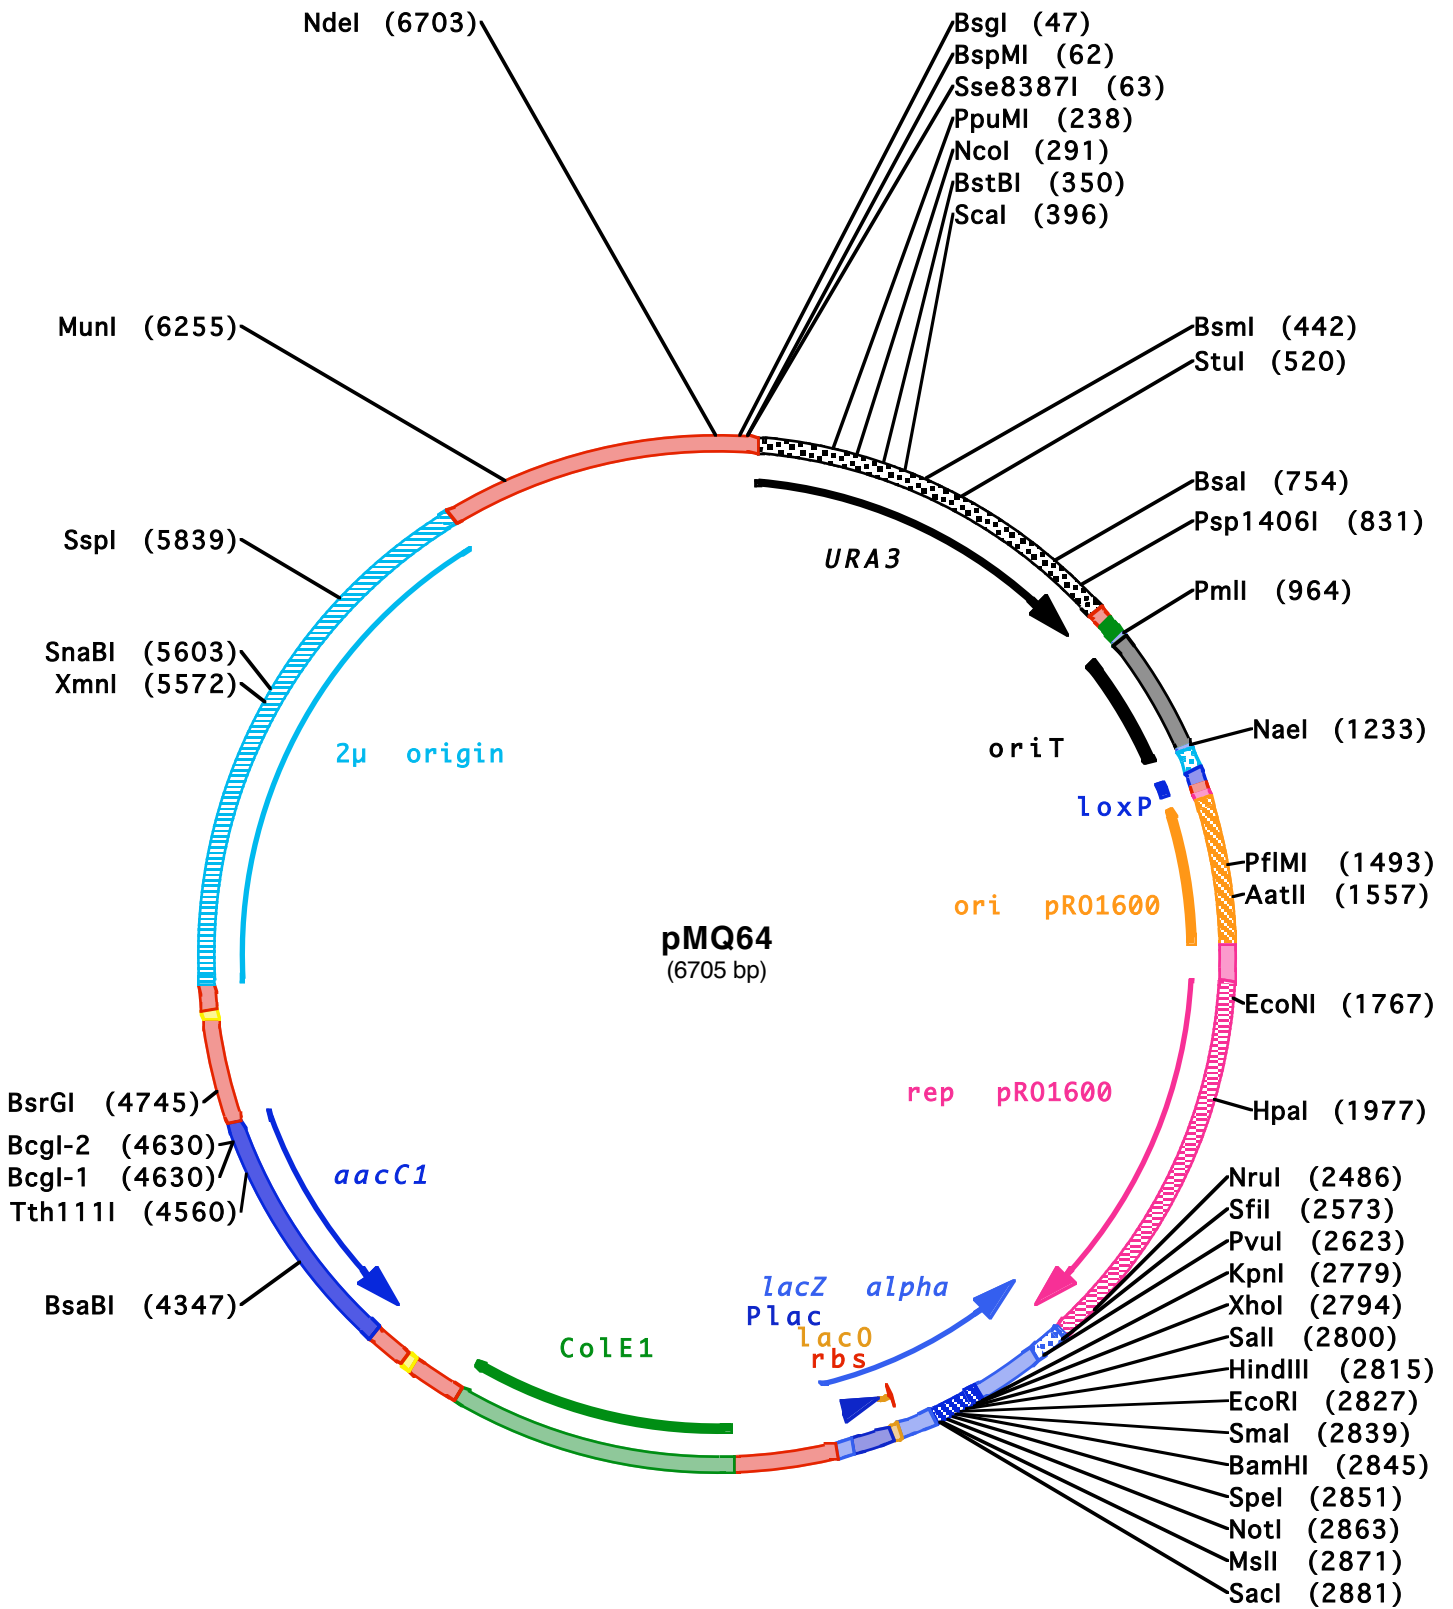 NdeI (6703)
BsgI (47)
BspMI (62)
Sse8387I (63)
PpuMI (238)
NcoI (291)
BstBI (350)
ScaI (396)
MunI (6255)
BsmI (442)
StuI (520)
BsaI (754)
Psp1406I (831)
SspI (5839)
URA3
PmlI (964)
SnaBI (5603)
XmnI (5572)
NaeI (1233)
oriT
2µ origin
loxP
PflMI (1493)
AatII (1557)
ori pRO1600
pMQ64
(6705 bp)
EcoNI (1767)
rep pRO1600
BsrGI (4745)
HpaI (1977)
BcgI-2 (4630)
BcgI-1 (4630)
Tth111I (4560)
aacC1
NruI (2486)
SfiI (2573)
PvuI (2623)
KpnI (2779)
lacZ alpha
BsaBI (4347)
XhoI (2794)
Plac
lacO
SalI (2800)
ColE1
rbs
HindIII (2815)
EcoRI (2827)
SmaI (2839)
BamHI (2845)
SpeI (2851)
NotI (2863)
MslI (2871)
SacI (2881)